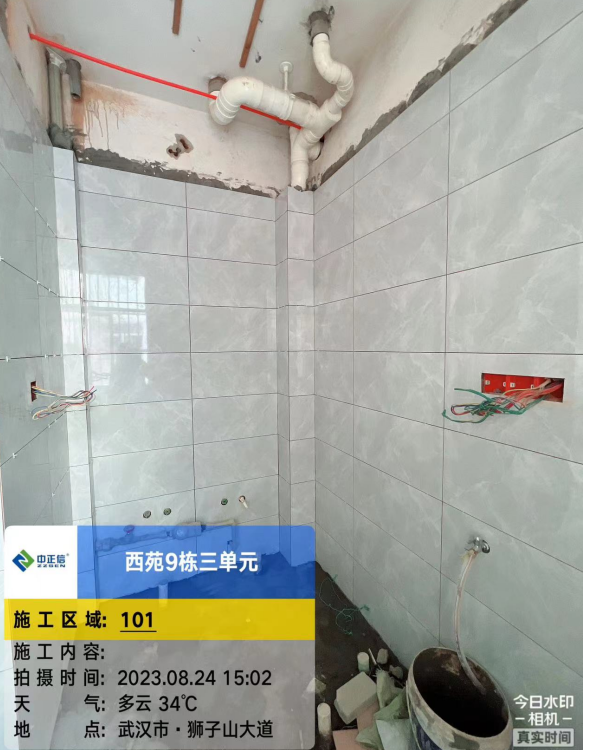 中正信
ZZSEN
西苑9栋三单元
施工区域: 101
施工内容:
拍摄时间: 2023.08.24 15:02
天气: 多云 34℃
地点: 武汉市·狮子山大道
今日水印
-相机-
真实时间